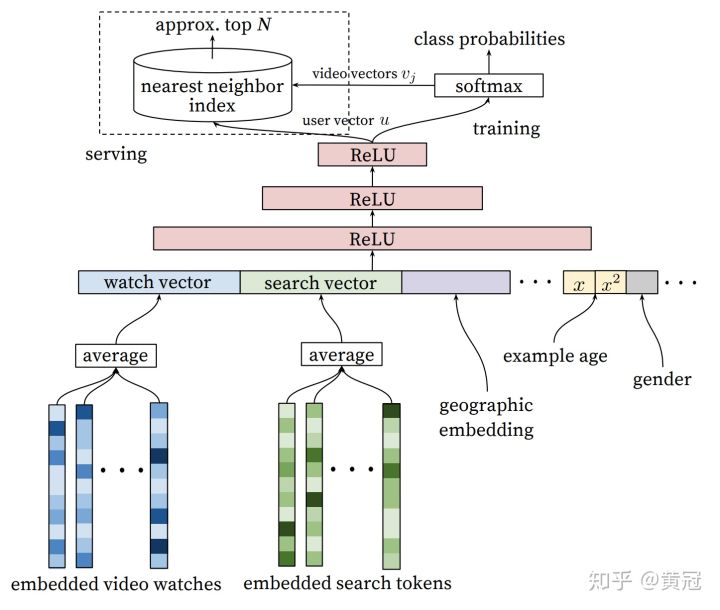 approx. top N
class probabilities
nearest neighbor
index
video vectors vⱼ
softmax
user vector u
training
serving
ReLU
ReLU
ReLU
watch vector
search vector
...
x
x²
...
average
average
example age
gender
geographic
embedding
...
...
embedded video watches
embedded search tokens
知乎 @黄冠